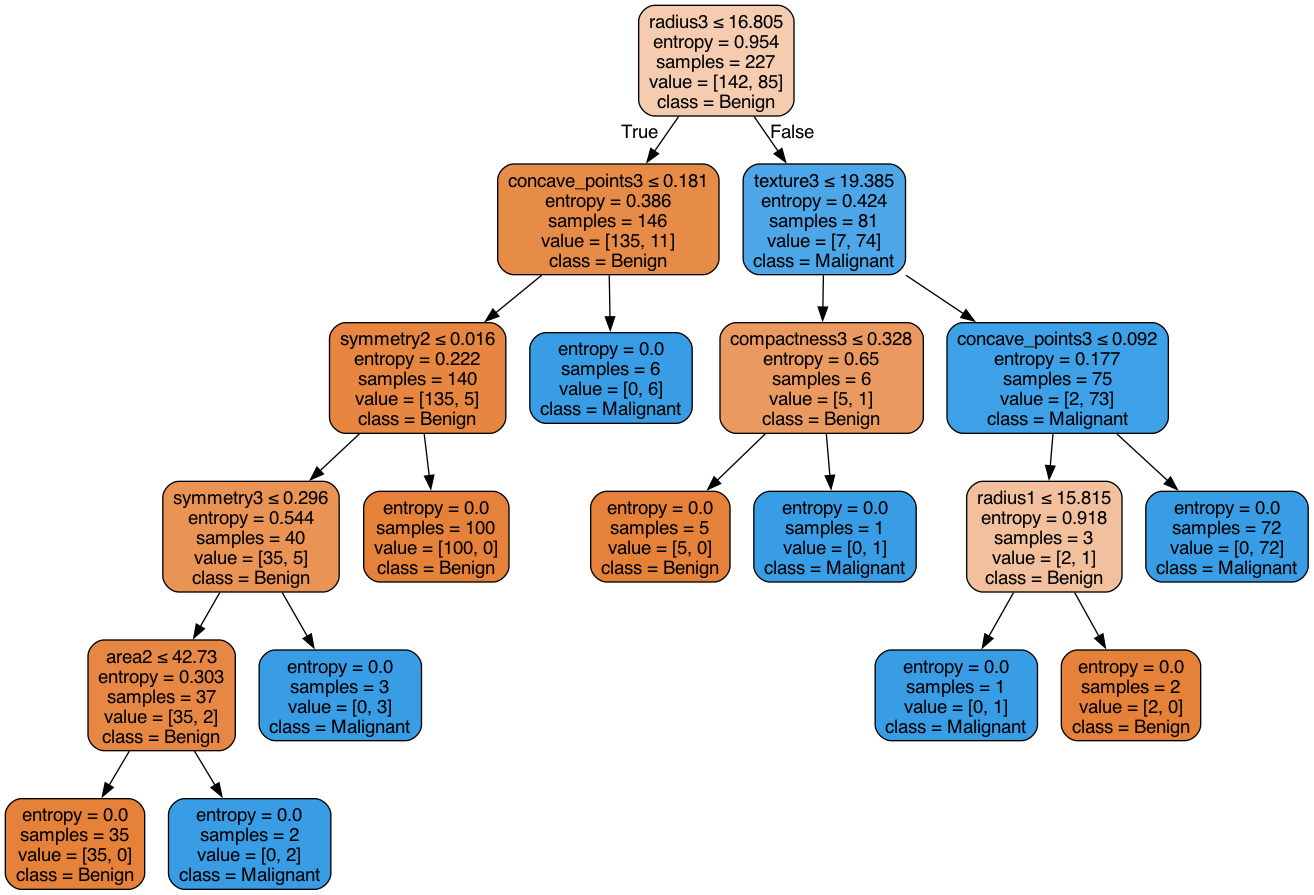 radius3 ≤ 16.805
entropy = 0.954
samples = 227
value = [142, 85]
class = Benign
True
False
concave_points3 ≤ 0.181
entropy = 0.386
samples = 146
value = [135, 11]
class = Benign
texture3 ≤ 19.385
entropy = 0.424
samples = 81
value = [7, 74]
class = Malignant
symmetry2 ≤ 0.016
entropy = 0.222
samples = 140
value = [135, 5]
class = Benign
entropy = 0.0
samples = 6
value = [0, 6]
class = Malignant
compactness3 ≤ 0.328
entropy = 0.65
samples = 6
value = [5, 1]
class = Benign
concave_points3 ≤ 0.092
entropy = 0.177
samples = 75
value = [2, 73]
class = Malignant
symmetry3 ≤ 0.296
entropy = 0.544
samples = 40
value = [35, 5]
class = Benign
entropy = 0.0
samples = 100
value = [100, 0]
class = Benign
entropy = 0.0
samples = 5
value = [5, 0]
class = Benign
entropy = 0.0
samples = 1
value = [0, 1]
class = Malignant
radius1 ≤ 15.815
entropy = 0.918
samples = 3
value = [2, 1]
class = Benign
entropy = 0.0
samples = 72
value = [0, 72]
class = Malignant
area2 ≤ 42.73
entropy = 0.303
samples = 37
value = [35, 2]
class = Benign
entropy = 0.0
samples = 3
value = [0, 3]
class = Malignant
entropy = 0.0
samples = 1
value = [0, 1]
class = Malignant
entropy = 0.0
samples = 2
value = [2, 0]
class = Benign
entropy = 0.0
samples = 35
value = [35, 0]
class = Benign
entropy = 0.0
samples = 2
value = [0, 2]
class = Malignant